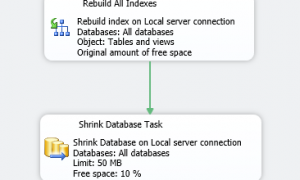 Rebuild All Indexes
Rebuild index on Local server connection
Databases: All databases
Object: Tables and views
Original amount of free space
Shrink Database Task
Shrink Database on Local server connection
Databases: All databases
Limit: 50 MB
Free space: 10 %